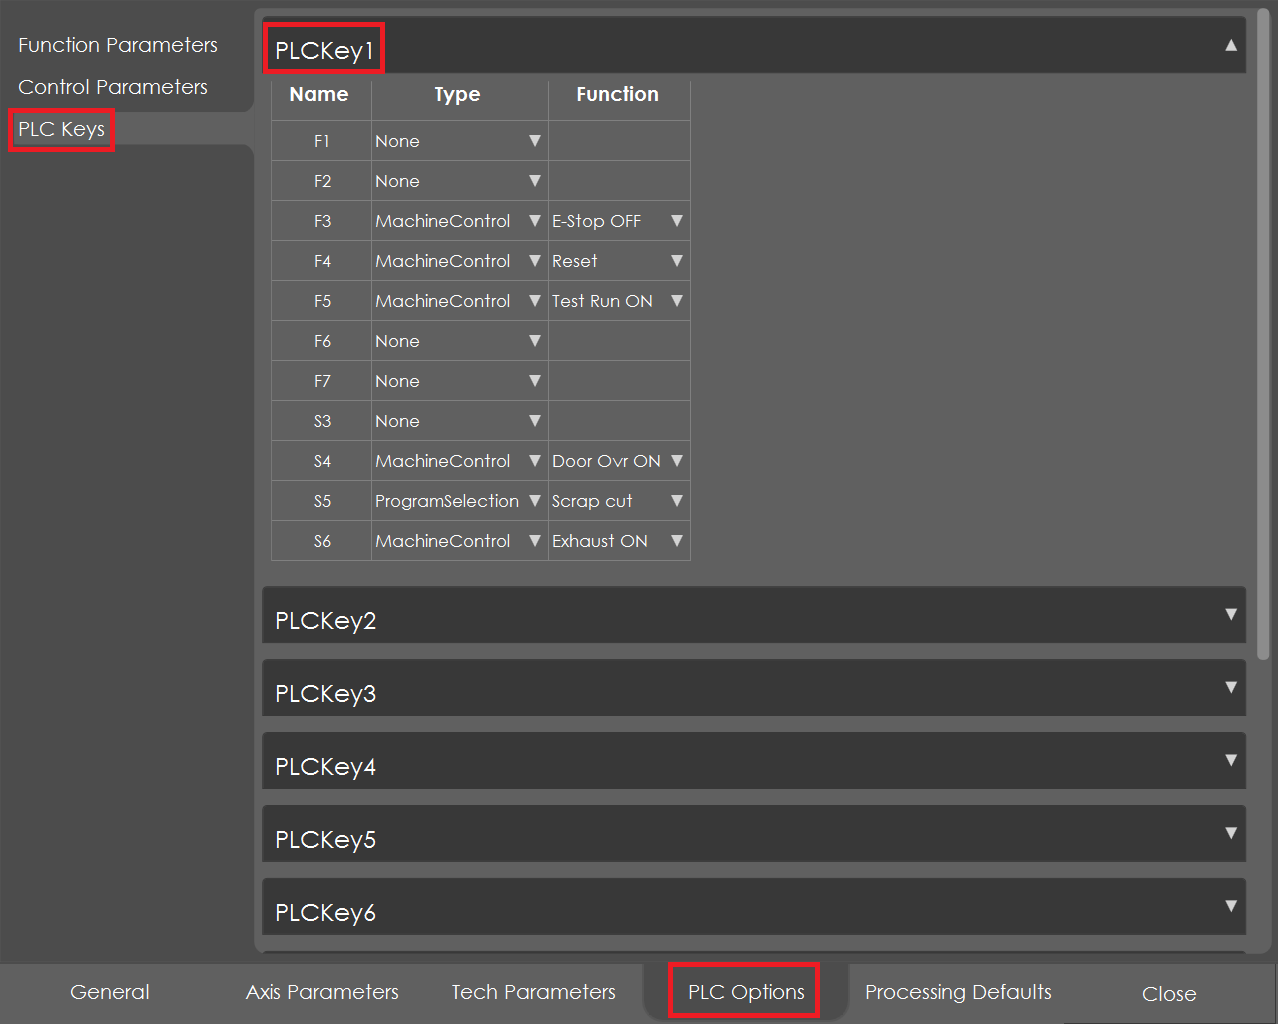 Function Parameters
Control Parameters
PLC Keys
PLCKey1
Name Type Function
F1 None
F2 None
F3 MachineControl E-Stop OFF
F4 MachineControl Reset
F5 MachineControl Test Run ON
F6 None
F7 None
S3 None
S4 MachineControl Door Ovr ON
S5 ProgramSelection Scrap cut
S6 MachineControl Exhaust ON
PLCKey2
PLCKey3
PLCKey4
PLCKey5
PLCKey6
General Axis Parameters Tech Parameters PLC Options Processing Defaults Close